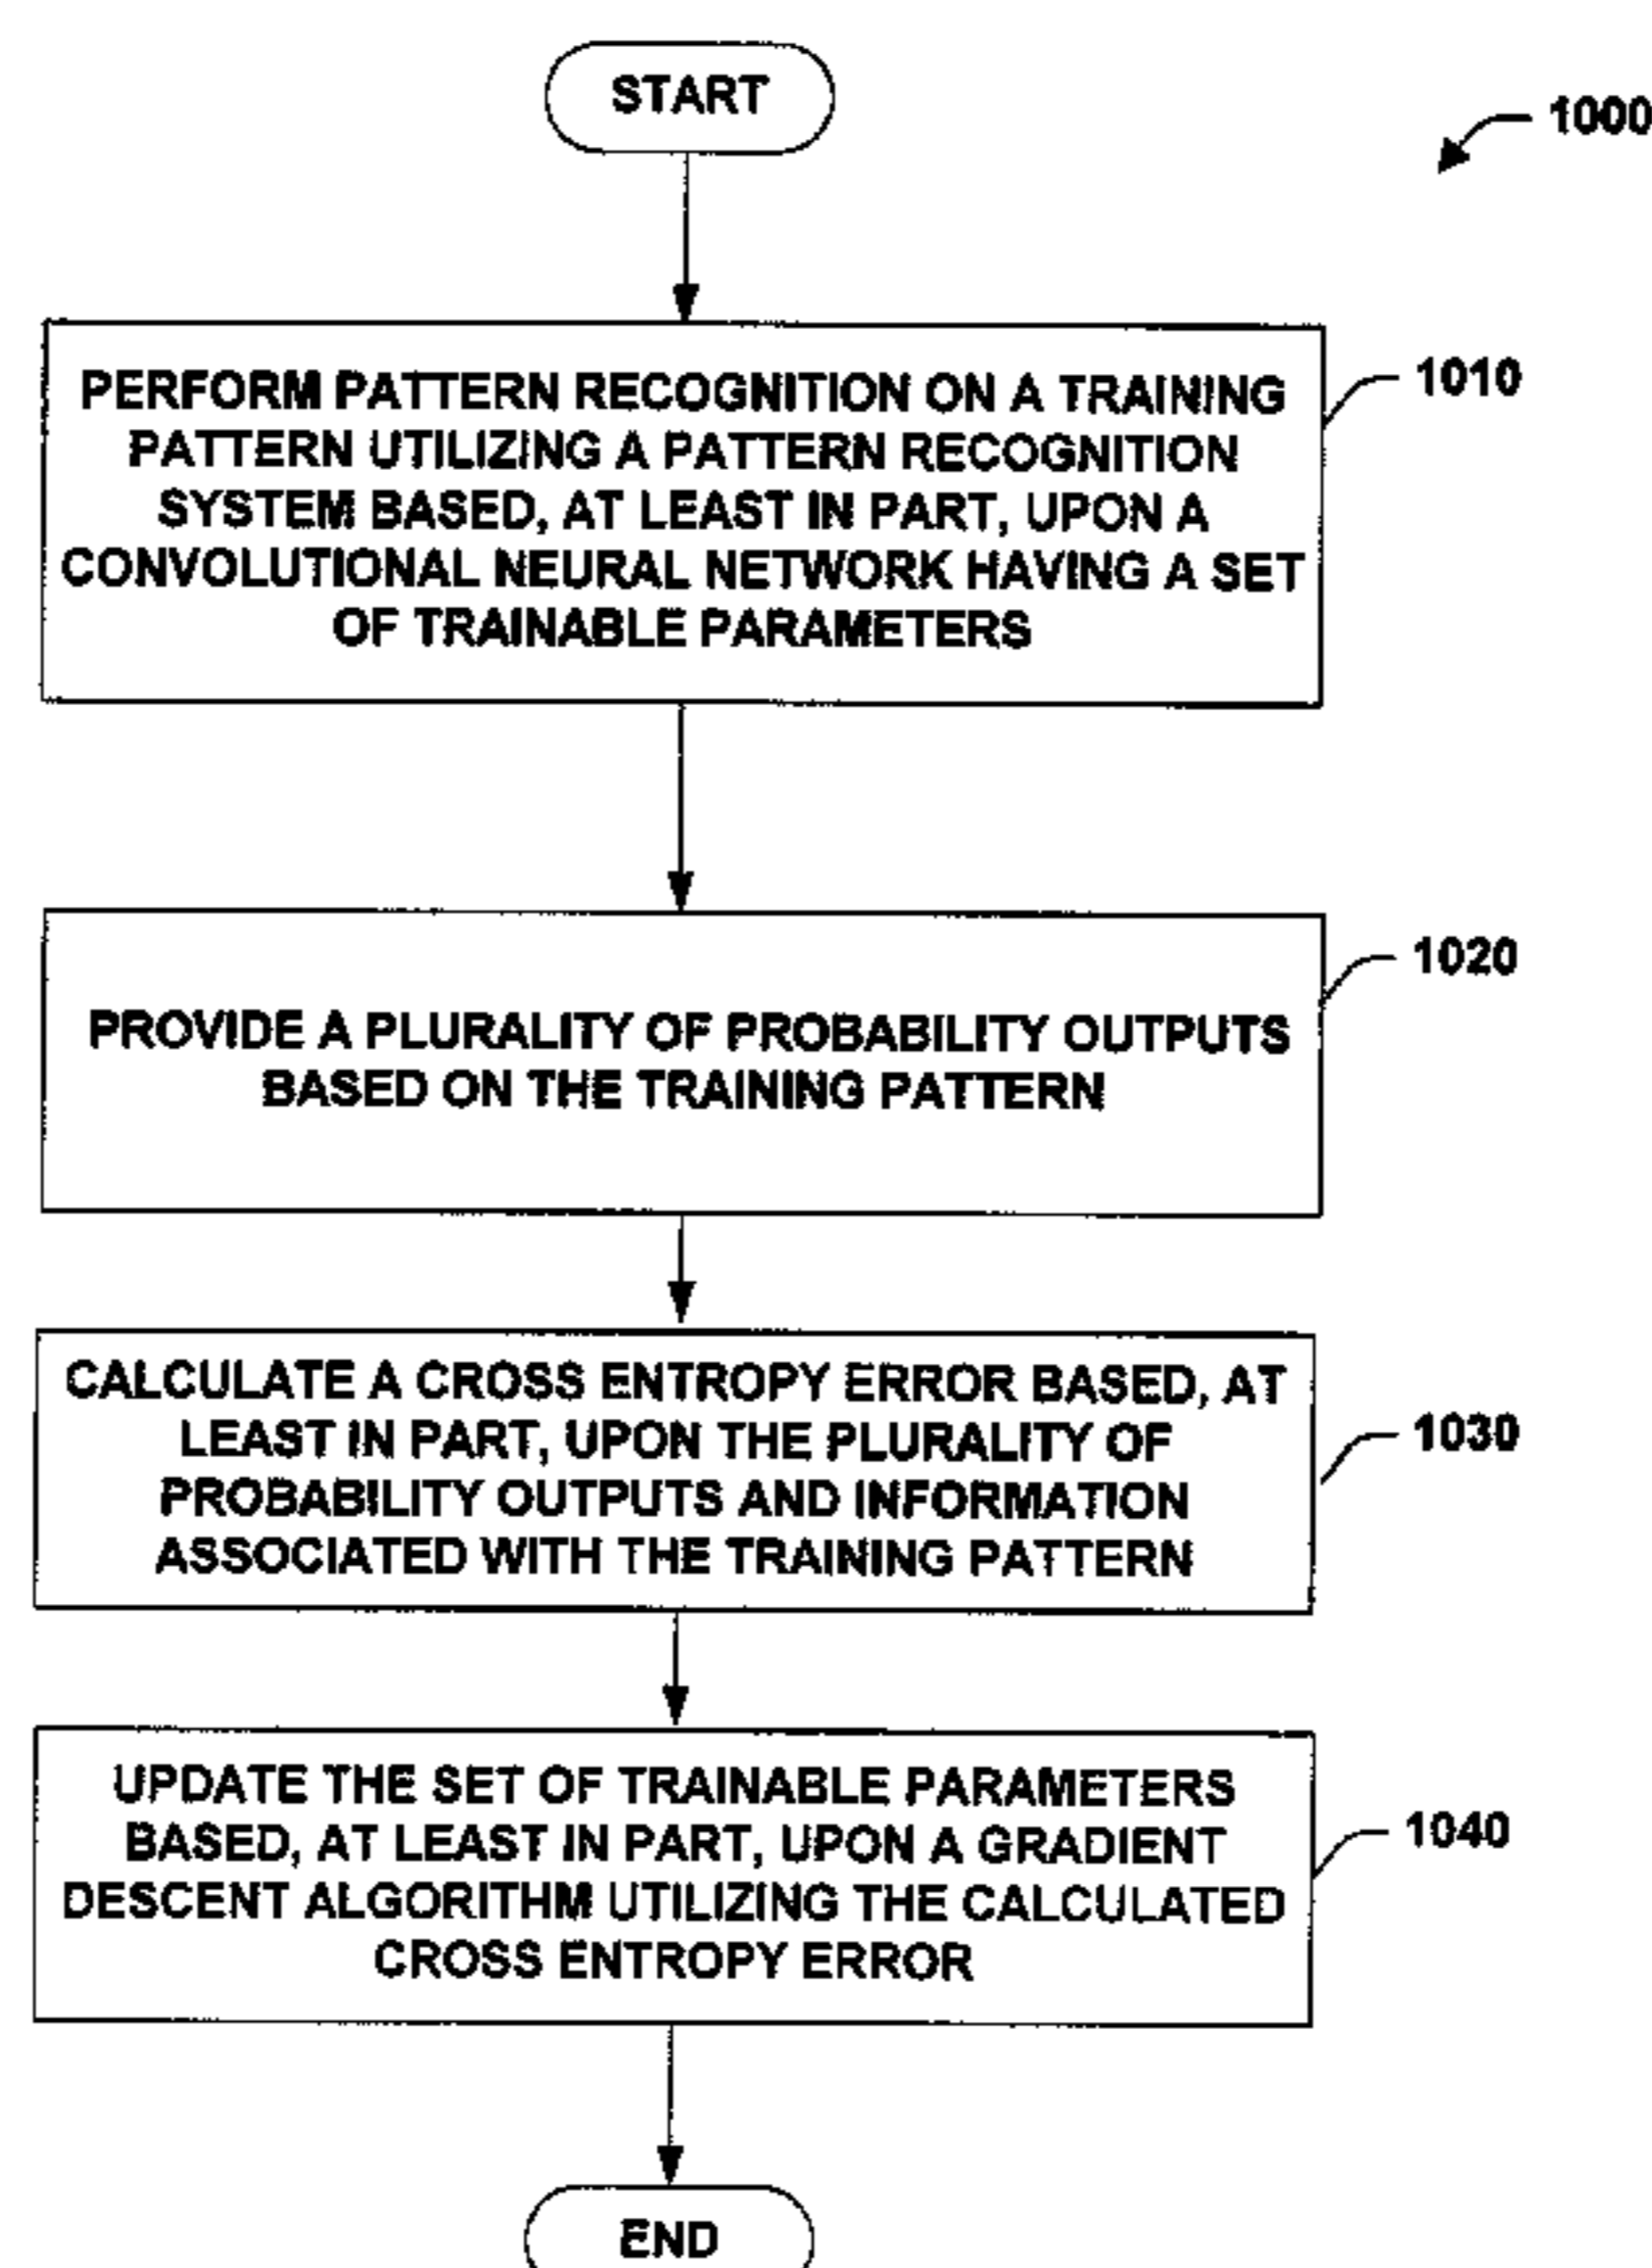 START
1000
PERFORM PATTERN RECOGNITION ON A TRAINING
PATTERN UTILIZING A PATTERN RECOGNITION
SYSTEM BASED, AT LEAST IN PART, UPON A
CONVOLUTIONAL NEURAL NETWORK HAVING A SET
OF TRAINABLE PARAMETERS
1010
PROVIDE A PLURALITY OF PROBABILITY OUTPUTS
BASED ON THE TRAINING PATTERN
1020
CALCULATE A CROSS ENTROPY ERROR BASED, AT
LEAST IN PART, UPON THE PLURALITY OF
PROBABILITY OUTPUTS AND INFORMATION
ASSOCIATED WITH THE TRAINING PATTERN
1030
UPDATE THE SET OF TRAINABLE PARAMETERS
BASED, AT LEAST IN PART, UPON A GRADIENT
DESCENT ALGORITHM UTILIZING THE CALCULATED
CROSS ENTROPY ERROR
1040
END